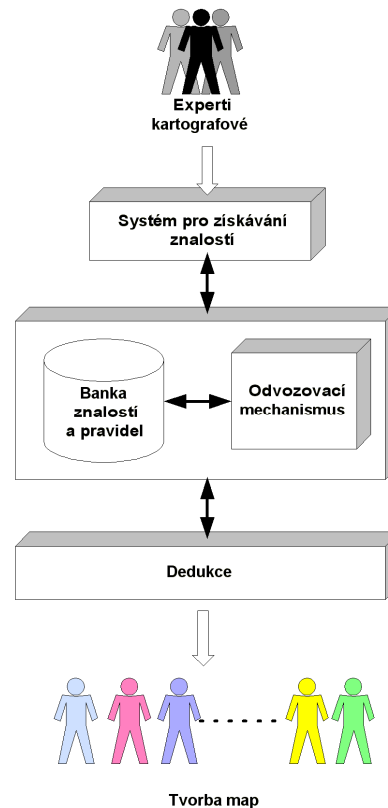 Experti
kartografové
Systém pro získávání
znalostí
Banka
znalostí
a pravidel
Odvozovací
mechanismus
Dedukce
Tvorba map